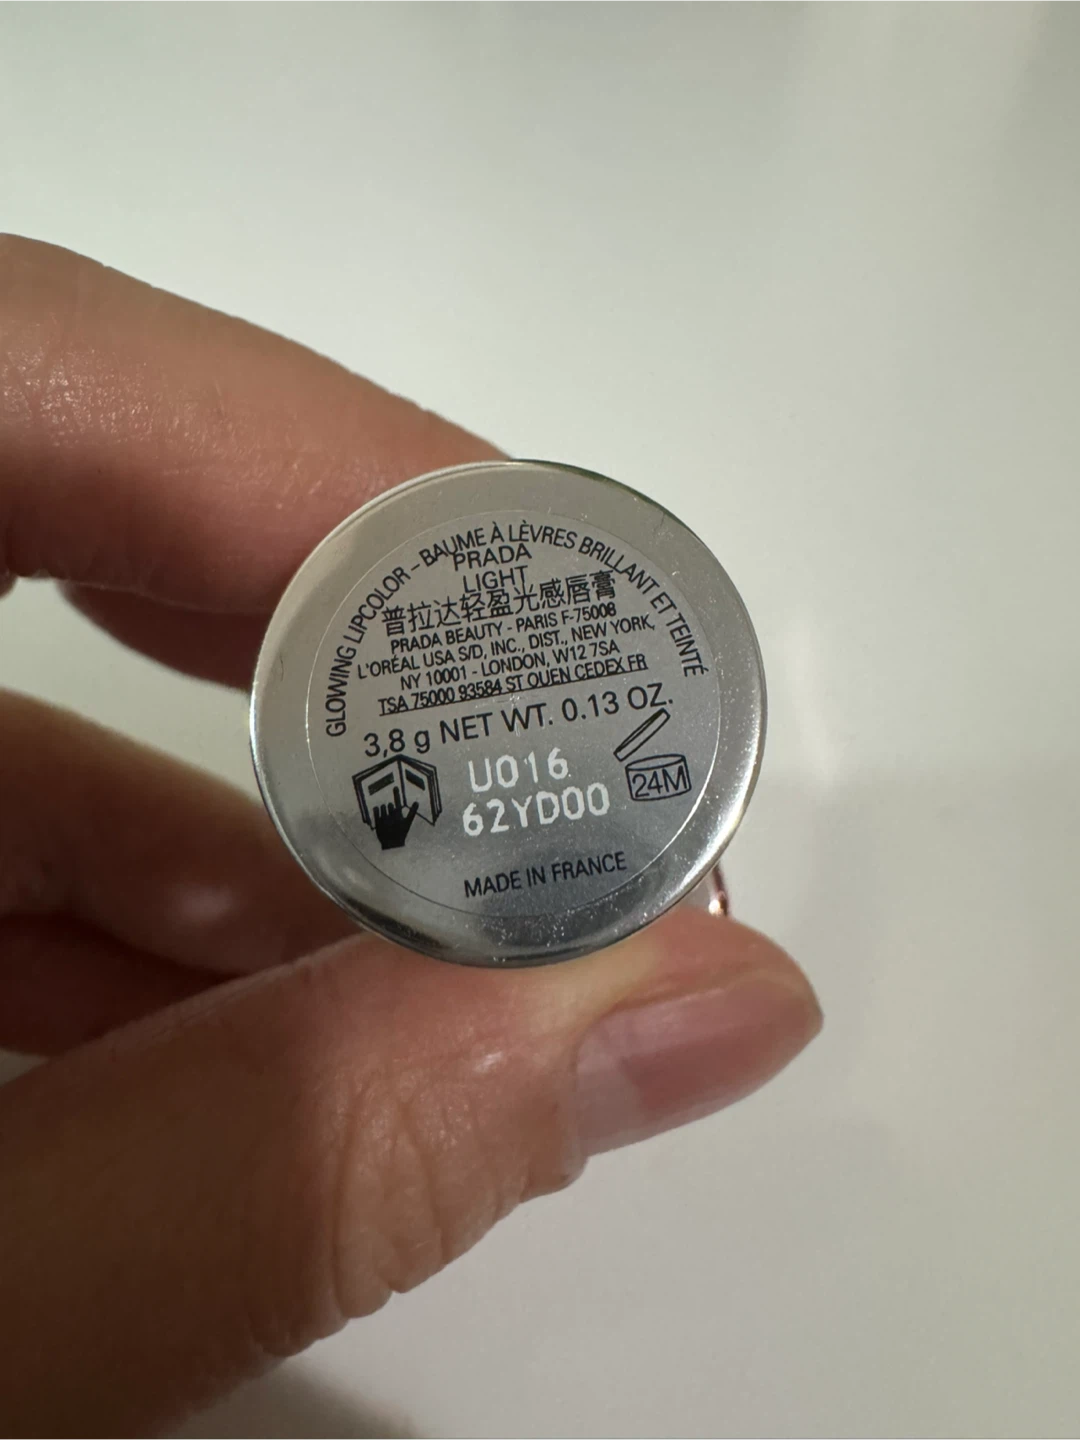 GLOWING LIPCOLOR – BAUME À LÈVRES BRILLANT ET TEINTÉ
PRADA
LIGHT
普拉达轻盈光感唇膏
PRADA BEAUTY - PARIS F-75008
L'ORÉAL USA S/D, INC., DIST., NEW YORK,
NY 10001 - LONDON, W12 7SA
TSA 75000 93584 ST OUEN CEDEX FR
3,8 g NET WT. 0.13 OZ.
U016
62YD00
24M
MADE IN FRANCE